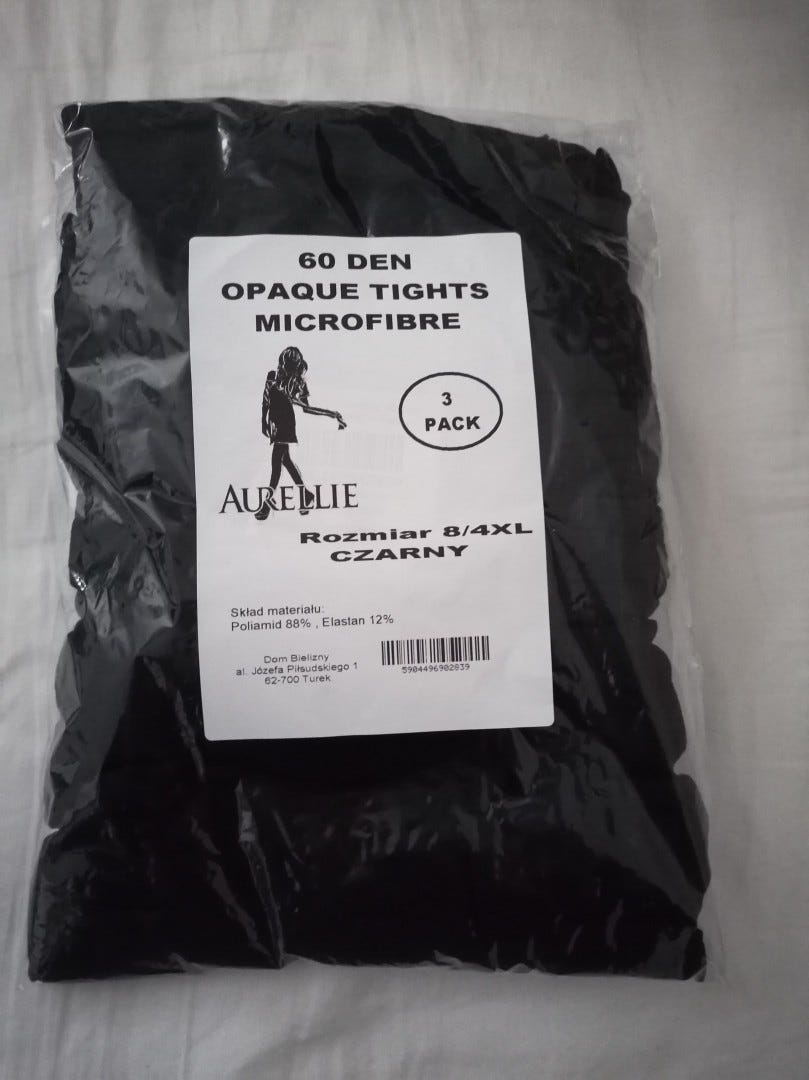 60 DEN
OPAQUE TIGHTS
MICROFIBRE
3
PACK
AURELLIE
Rozmiar 8/4XL
CZARNY
Skład materiału:
Poliamid 88% , Elastan 12%
Dom Bielizny
al. Józefa Piłsudskiego 1
62-700 Turek
5904496902839